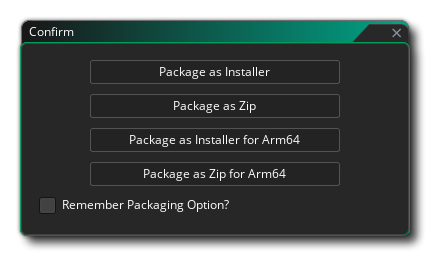 Confirm
Package as Installer
Package as Zip
Package as Installer for Arm64
Package as Zip for Arm64
Remember Packaging Option?